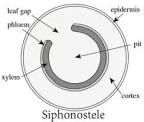 leaf gap
epidermis
phloem
pit
xylem
cortex
Siphonostele